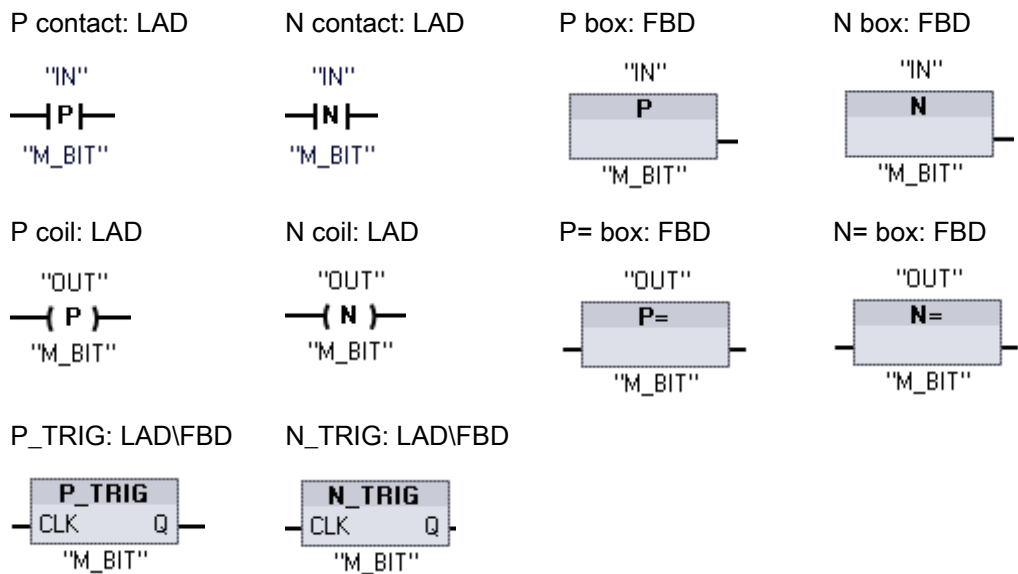 P contact: LAD N contact: LAD P box: FBD N box: FBD
"IN" "IN" "IN" "IN"
P N P N
"M_BIT" "M_BIT" "M_BIT" "M_BIT"
P coil: LAD N coil: LAD P= box: FBD N= box: FBD
"OUT" "OUT" "OUT" "OUT"
( P ) ( N ) P= N=
"M_BIT" "M_BIT" "M_BIT" "M_BIT"
P_TRIG: LAD\FBD N_TRIG: LAD\FBD
P_TRIG N_TRIG
CLK Q CLK Q
"M_BIT" "M_BIT"